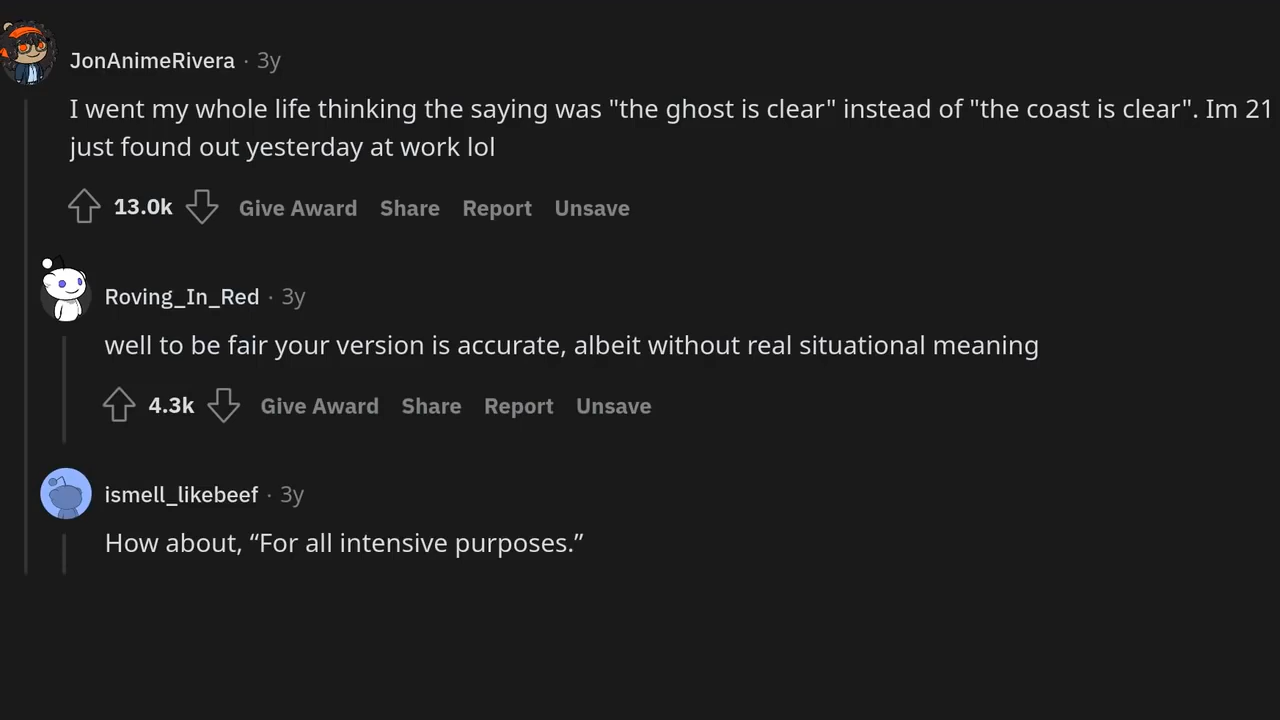 JonAnimeRivera · 3y
I went my whole life thinking the saying was "the ghost is clear" instead of "the coast is clear". Im 21
just found out yesterday at work lol
13.0k Give Award Share Report Unsave
Roving_In_Red · 3y
well to be fair your version is accurate, albeit without real situational meaning
4.3k Give Award Share Report Unsave
ismell_likebeef · 3y
How about, “For all intensive purposes.”